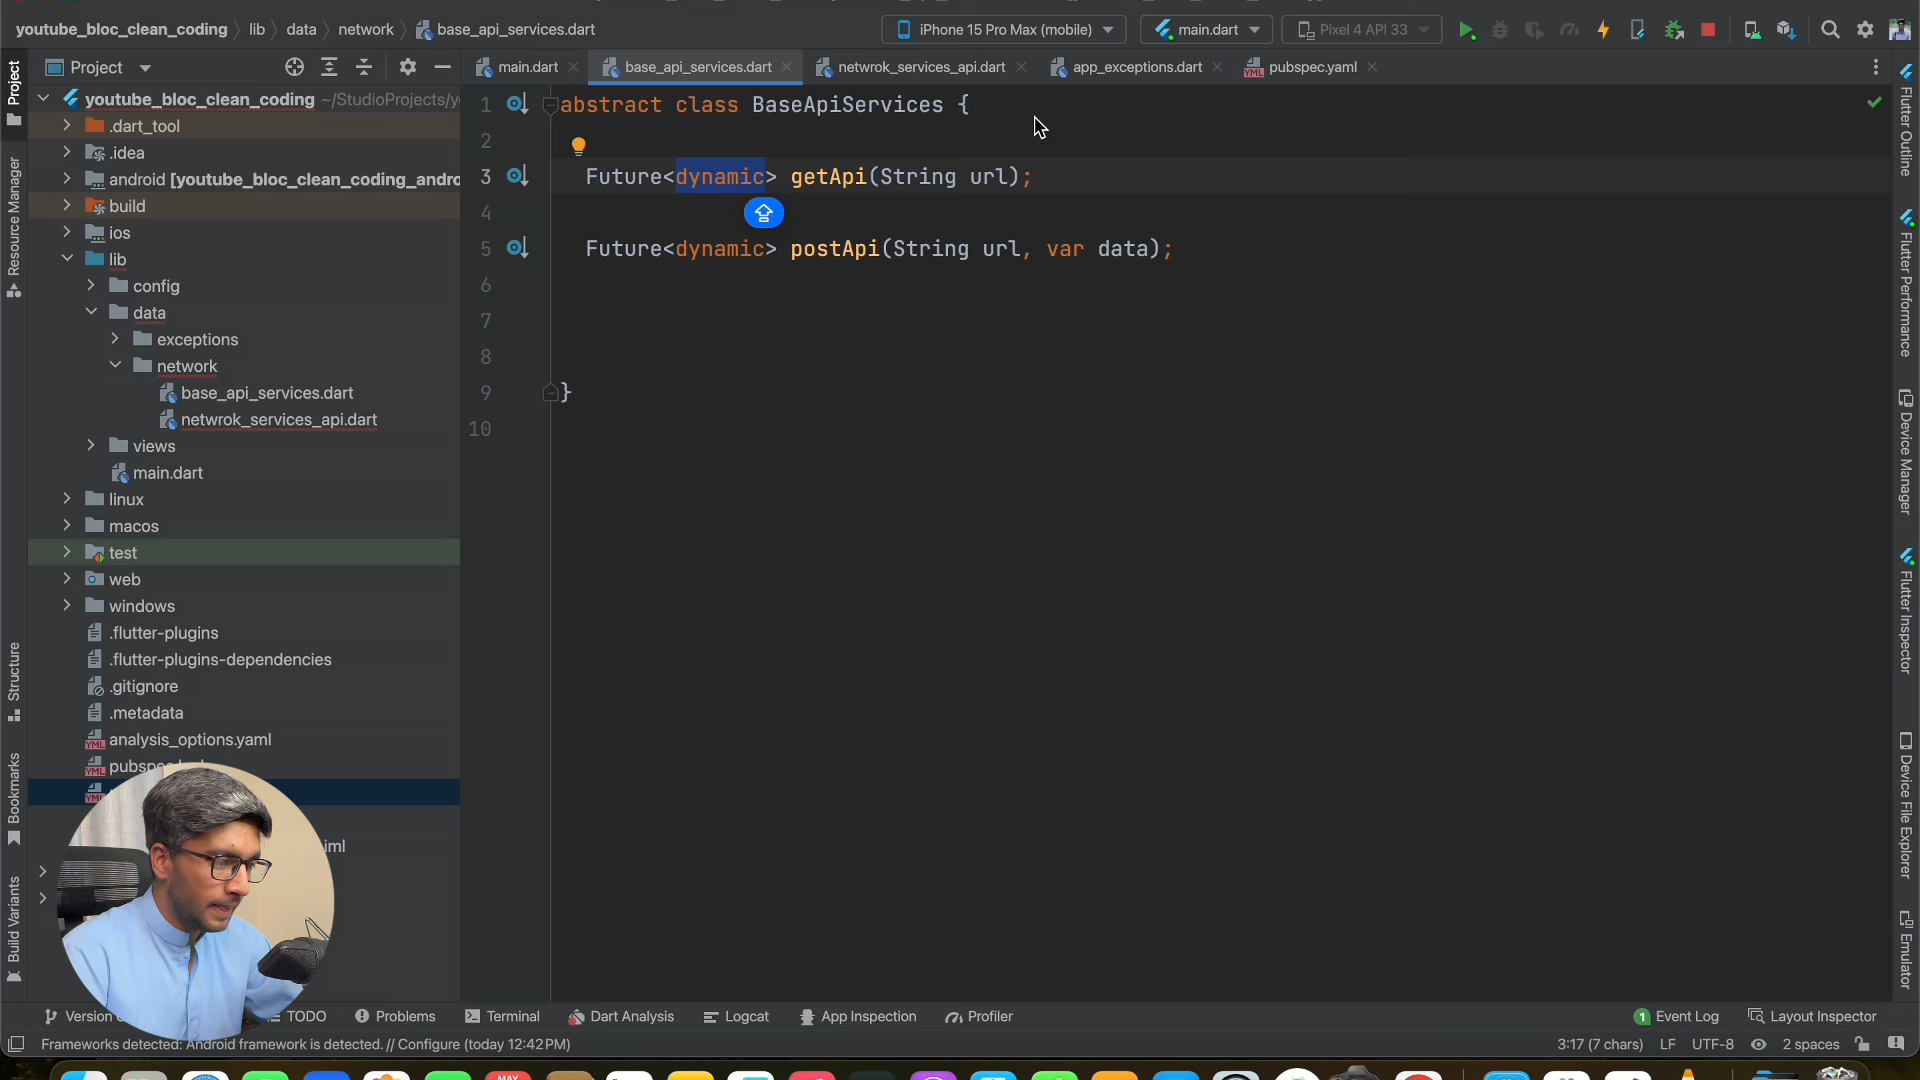 youtube_bloc_clean_coding lib data network base_api_services.dart
iPhone 15 Pro Max (mobile) main.dart Pixel 4 API 33
Project
main.dart base_api_services.dart netwrok_services_api.dart app_exceptions.dart pubspec.yaml
youtube_bloc_clean_coding ~/StudioProjects/y
.dart_tool
.idea
android [youtube_bloc_clean_coding_andro
build
ios
lib
config
data
exceptions
network
base_api_services.dart
netwrok_services_api.dart
views
main.dart
linux
macos
test
web
windows
.flutter-plugins
.flutter-plugins-dependencies
.gitignore
.metadata
analysis_options.yaml
iml
1 abstract class BaseApiServices {
2
3 Future<dynamic> getApi(String url);
4
5 Future<dynamic> postApi(String url, var data);
6
7
8
9 }
10
Project
Resource Manager
Structure
Bookmarks
Build Variants
Flutter Outline
Flutter Performance
Device Manager
Flutter Inspector
Device File Explorer
Emulator
Version TODO Problems Terminal Dart Analysis Logcat App Inspection Profiler
1 Event Log Layout Inspector
Frameworks detected: Android framework is detected. // Configure (today 12:42 PM)
3:17 (7 chars) LF UTF-8 2 spaces
MAY